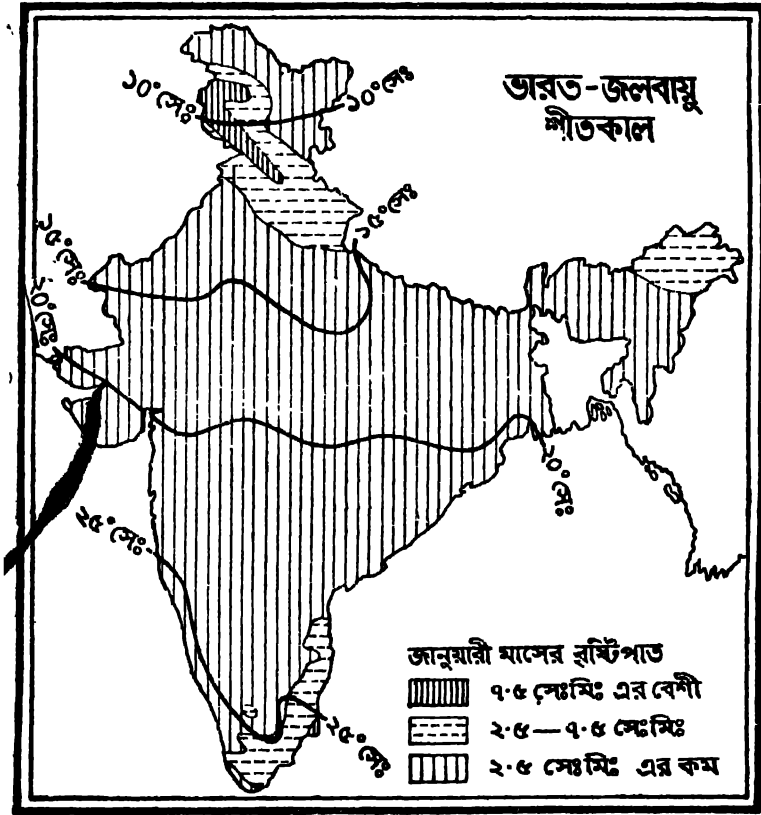 ভারত-জলবায়ু
শীতকাল
১০°সেঃ
১০°সেঃ
১৫°সেঃ
১৫°সেঃ
২০°সেঃ
২০°সেঃ
২৫°সেঃ
২৫°সেঃ
জানুয়ারী মাসের বৃষ্টিপাত
৭·৫ সেঃমিঃ এর বেশী
২·৫—৭·৫ সেঃমিঃ
২·৫ সেঃমিঃ এর কম